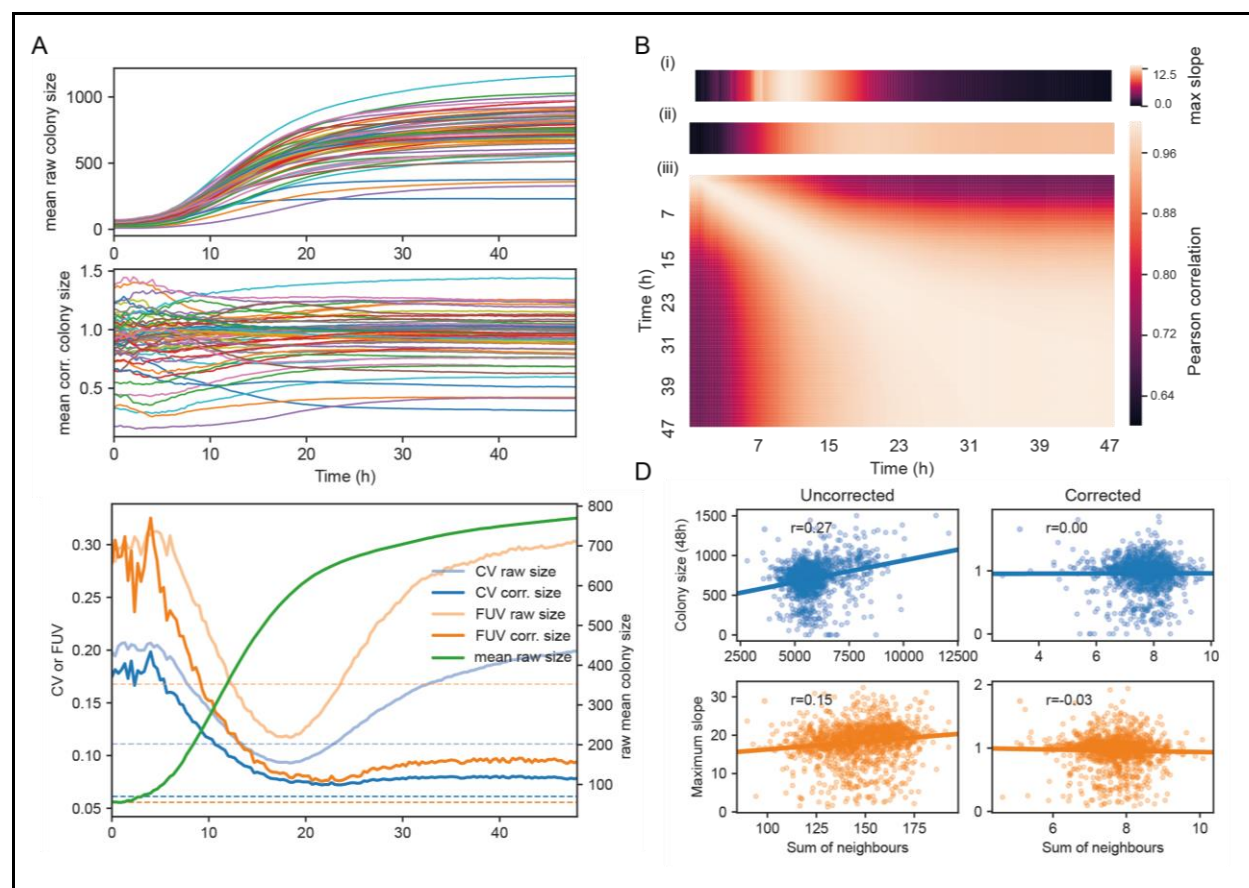 A
mean raw colony size
1000
500
0
0 10 20 30 40
mean corr. colony size
1.5
1.0
0.5
0 10 20 30 40
Time (h)
CV or FUV
0.30
0.25
0.20
0.15
0.10
0.05
0 10 20 30 40
CV raw size
CV corr. size
FUV raw size
FUV corr. size
mean raw size
800
700
600
500
400
300
200
100
raw mean colony size
B
(i)
(ii)
(iii)
12.5
0.0
max slope
0.96
0.88
0.80
0.72
0.64
Pearson correlation
Time (h)
7
15
23
31
39
47
7 15 23 31 39 47
Time (h)
D
Uncorrected
Corrected
Colony size (48h)
1500
1000
500
0
r=0.27
2500 5000 7500 10000 12500
1
0
r=0.00
4 6 8 10
Maximum slope
30
20
10
0
r=0.15
100 125 150 175
Sum of neighbours
2
1
0
r=-0.03
6 8 10
Sum of neighbours